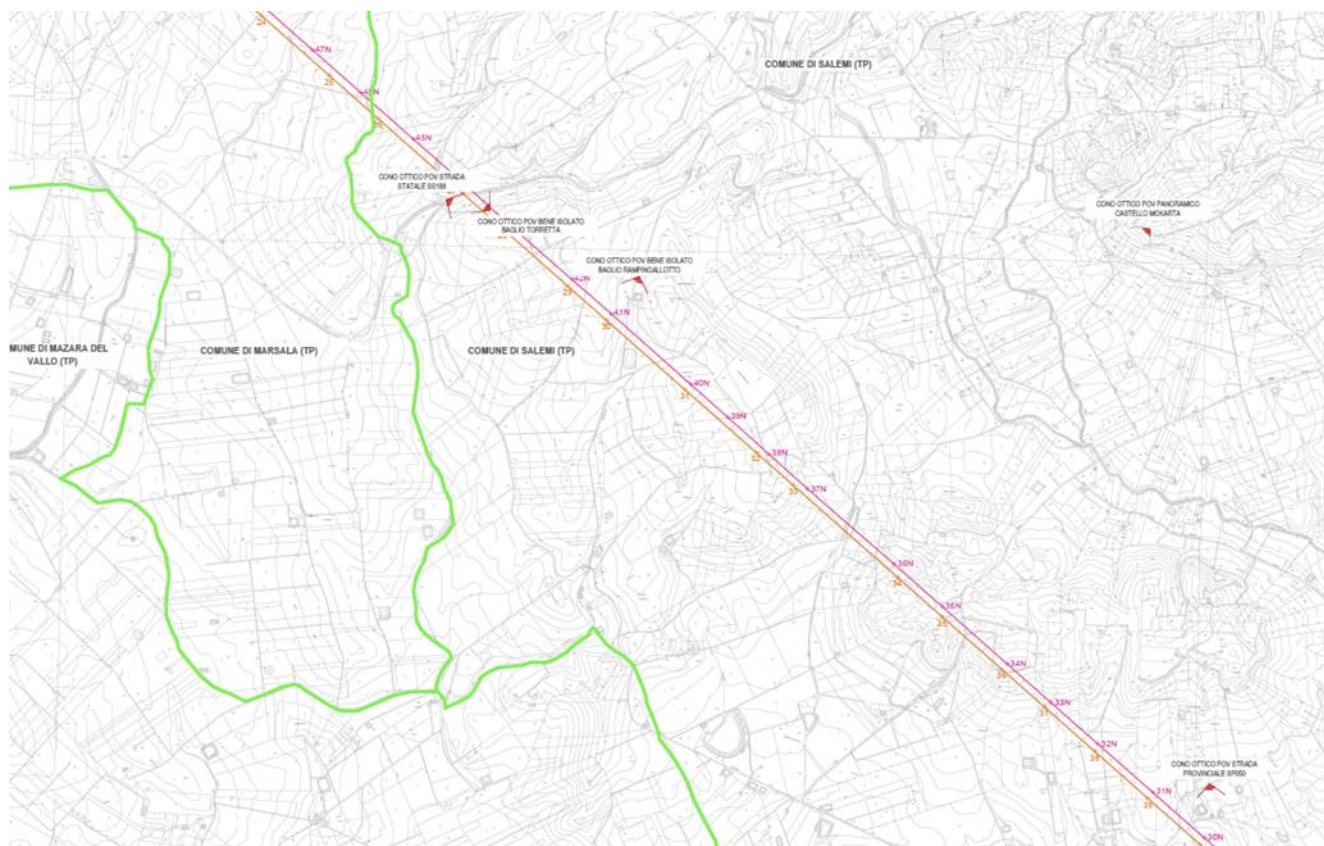 24
47N
25
COMUNE DI SALEMI (TP)
26
45N
CONO OTTICO POV STRADA
STATALE SS188
CONO OTTICO POV PANORAMICO
CASTELLO MOKARTA
CONO OTTICO POV BENE ISOLATO
BAGLIO TORRETTA
CONO OTTICO POV BENE ISOLATO
BAGLIO RAMPINGALLOTTO
42N
29
41N
30
MUNE DI MAZARA DEL
VALLO (TP)
COMUNE DI MARSALA (TP)
COMUNE DI SALEMI (TP)
40N
31
39N
38N
32
37N
33
36N
34
35N
35
34N
36
33N
37
32N
38
CONO OTTICO POV STRADA
PROVINCIALE SP050
31N
39
30N